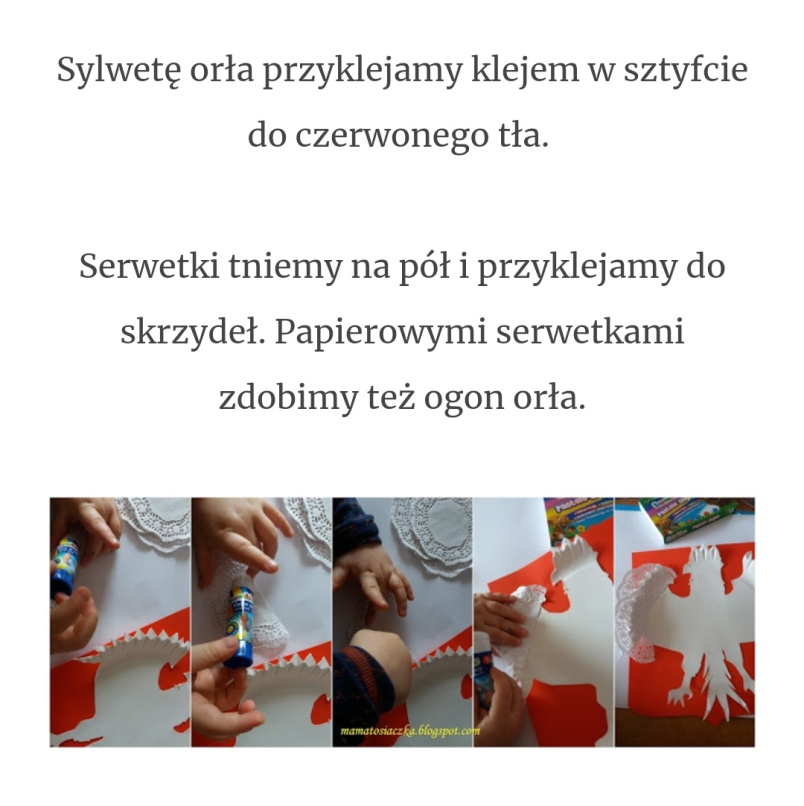 Sylwetę orła przyklejamy klejem w sztyfcie
do czerwonego tła.
Serwetki tniemy na pół i przyklejamy do
skrzydeł. Papierowymi serwetkami
zdobimy też ogon orła.
mamatosiaczka.blogspot.com